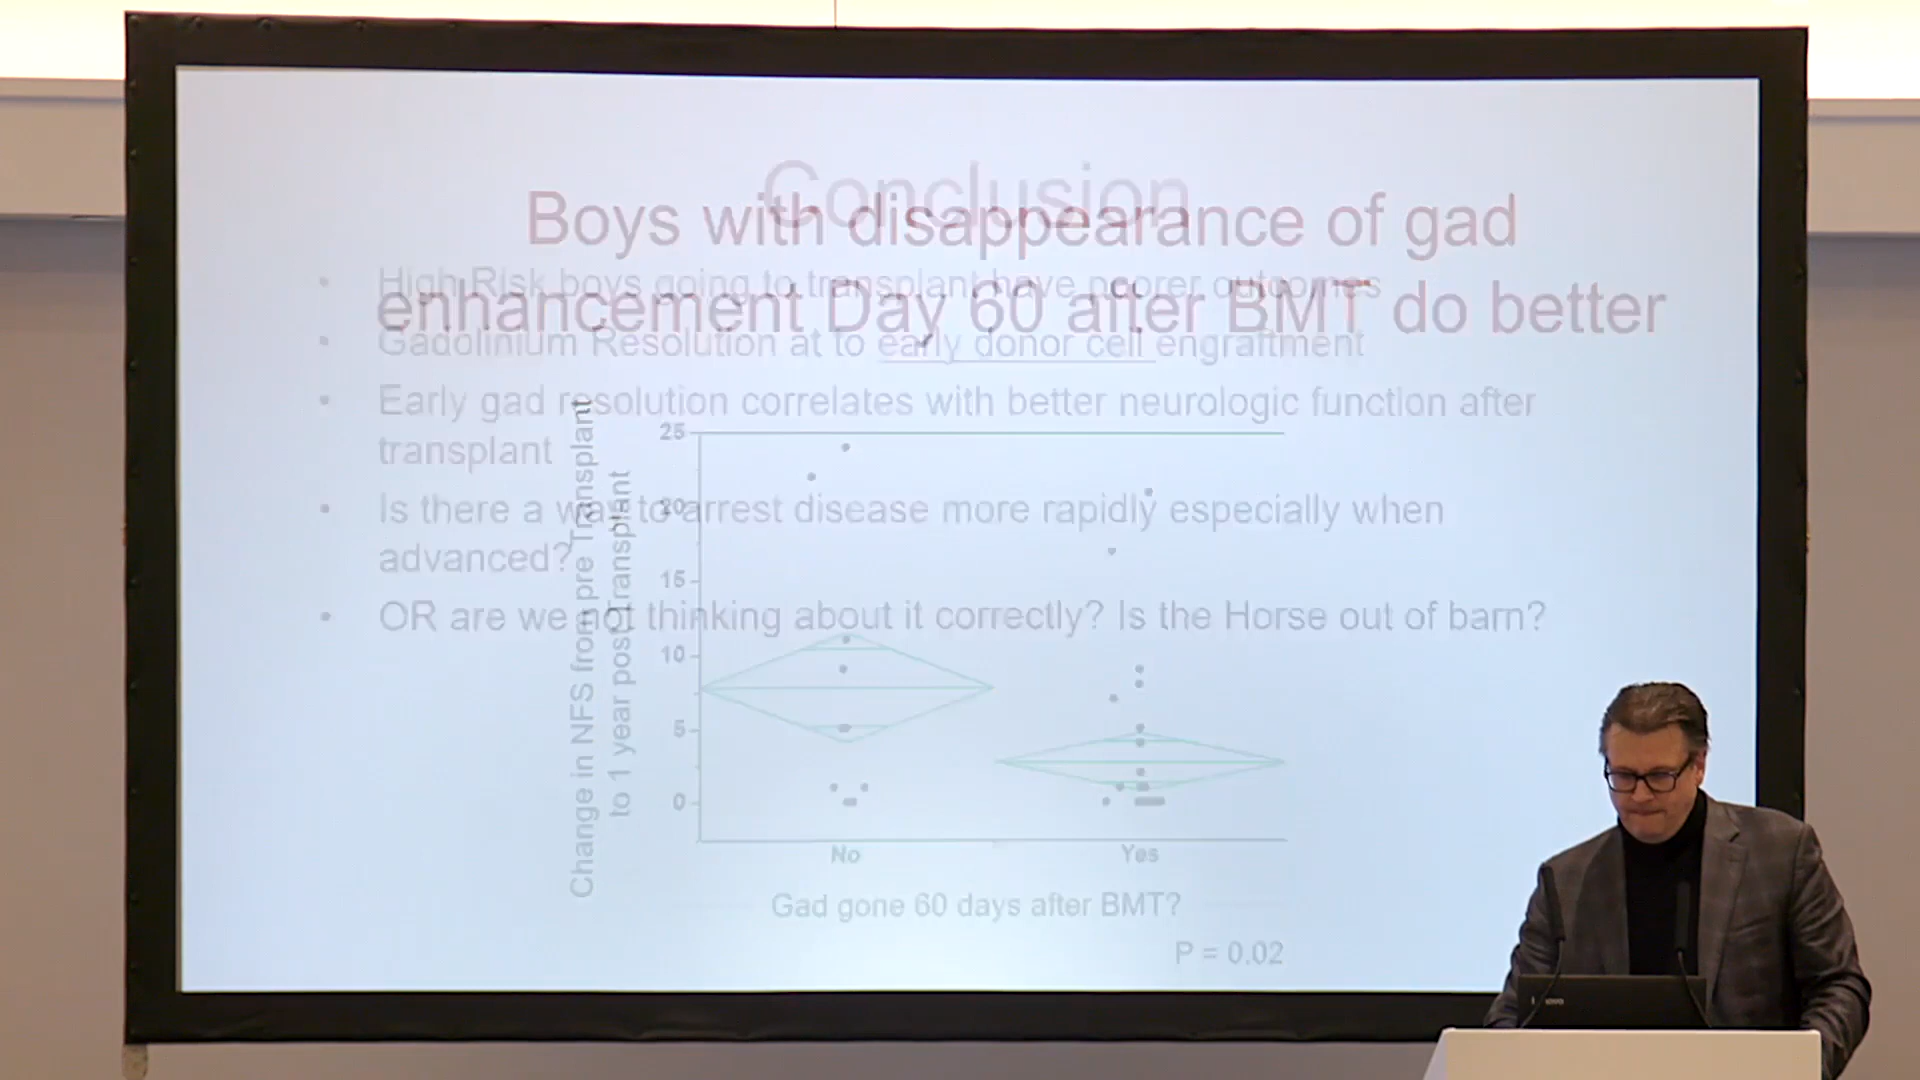 Conclusion
• High Risk boys going to transplant have poorer outcomes
• Gadolinium Resolution at to early donor cell engraftment
• Early gad resolution correlates with better neurologic function after
transplant
• Is there a way to arrest disease more rapidly especially when
advanced?
• OR are we not thinking about it correctly? Is the Horse out of barn?
Boys with disappearance of gad
enhancement Day 60 after BMT do better
Change in NFS from pre Transplant
to 1 year post Transplant
25
20
15
10
5
0
No Yes
Gad gone 60 days after BMT?
P = 0.02